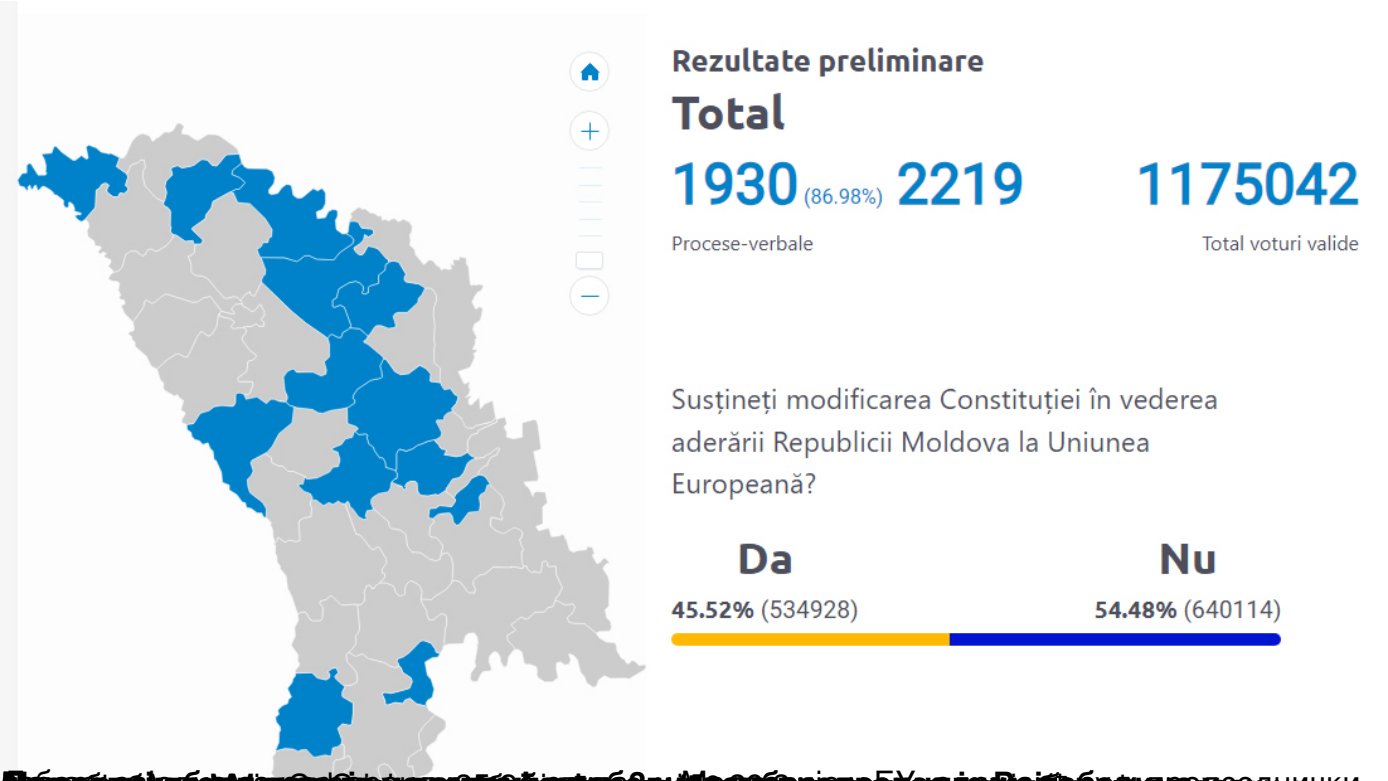 Rezultate preliminare
Total
1930 (86.98%) 2219 1175042
Procese-verbale Total voturi valide
Susțineți modificarea Constituției în vederea
aderării Republicii Moldova la Uniunea
Europeană?
Da Nu
45.52% (534928) 54.48% (640114)